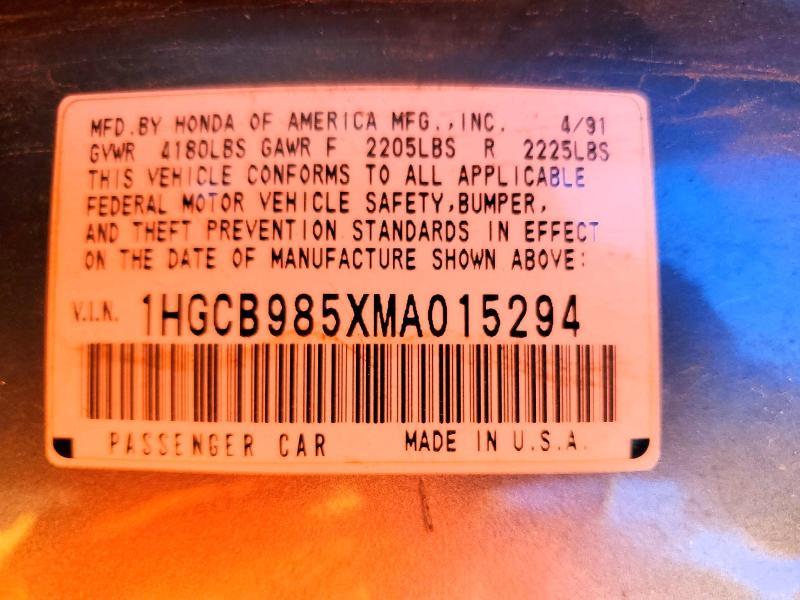 MFD.BY HONDA OF AMERICA MFG.,INC. 4/91
GVWR 4180LBS GAWR F 2205LBS R 2225LBS
THIS VEHICLE CONFORMS TO ALL APPLICABLE
FEDERAL MOTOR VEHICLE SAFETY,BUMPER,
AND THEFT PREVENTION STANDARDS IN EFFECT
ON THE DATE OF MANUFACTURE SHOWN ABOVE:
V.I.N. 1HGCB985XMA015294
PASSENGER CAR MADE IN U.S.A.